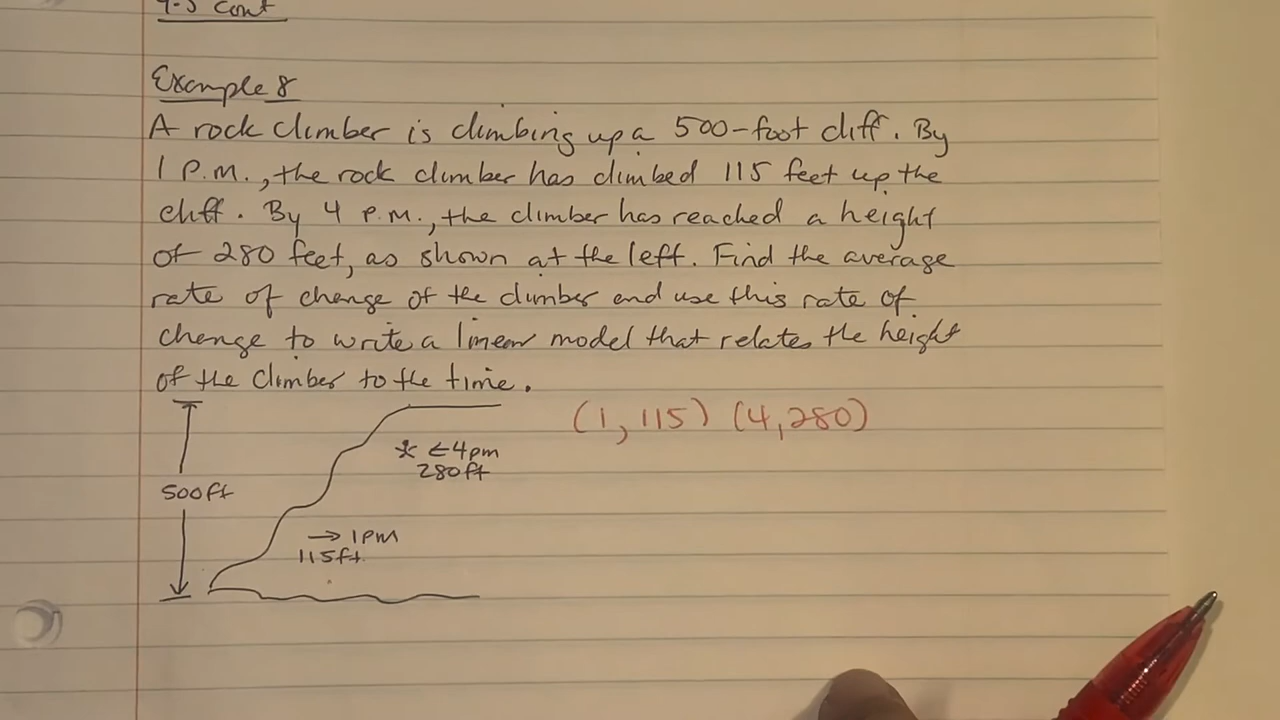 4-3 cont
Example 8
A rock climber is climbing up a 500-foot cliff. By
1 P.M., the rock climber has climbed 115 feet up the
cliff. By 4 P.M., the climber has reached a height
of 280 feet, as shown at the left. Find the average
rate of change of the climber and use this rate of
change to write a linear model that relates the height
of the climber to the time.
(1, 115) (4, 280)
* ← 4pm
280ft
500ft
→ 1PM
115ft.